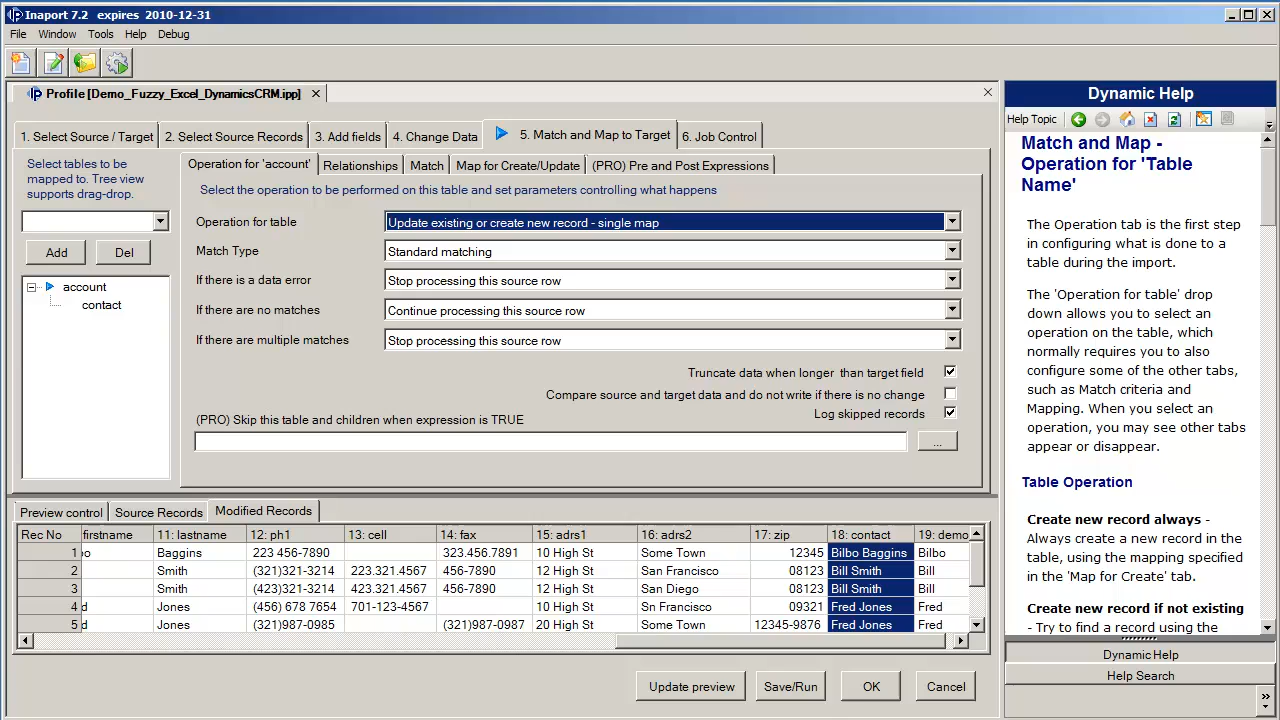 Inaport 7.2 expires 2010-12-31
File Window Tools Help Debug
Profile [Demo_Fuzzy_Excel_DynamicsCRM.ipp]
1. Select Source / Target 2. Select Source Records 3. Add fields 4. Change Data 5. Match and Map to Target 6. Job Control
Select tables to be
mapped to. Tree view
supports drag-drop.
Add Del
account
contact
Operation for 'account' Relationships Match Map for Create/Update (PRO) Pre and Post Expressions
Select the operation to be performed on this table and set parameters controlling what happens
Operation for table Update existing or create new record - single map
Match Type Standard matching
If there is a data error Stop processing this source row
If there are no matches Continue processing this source row
If there are multiple matches Stop processing this source row
Truncate data when longer than target field
Compare source and target data and do not write if there is no change
Log skipped records
(PRO) Skip this table and children when expression is TRUE
...
Preview control Source Records Modified Records
Rec No firstname 11: lastname 12: ph1 13: cell 14: fax 15: adrs1 16: adrs2 17: zip 18: contact 19: demo
1 Baggins 223 456-7890 323.456.7891 10 High St Some Town 12345 Bilbo Baggins Bilbo
2 Smith (321)321-3214 223.321.4567 456-7890 12 High St San Francisco 08123 Bill Smith Bill
3 Smith (423)321-3214 423.321.4567 456-7890 12 High St San Diego 08123 Bill Smith Bill
4 d Jones (456) 678 7654 701-123-4567 10 High St Sn Francisco 09321 Fred Jones Fred
5 d Jones (321)987-0985 (321)987-0987 20 High St Some Town 12345-9876 Fred Jones Fred
Update preview Save/Run OK Cancel
Dynamic Help
Help Topic
Match and Map -
Operation for 'Table
Name'
The Operation tab is the first step
in configuring what is done to a
table during the import.
The 'Operation for table' drop
down allows you to select an
operation on the table, which
normally requires you to also
configure some of the other tabs,
such as Match criteria and
Mapping. When you select an
operation, you may see other tabs
appear or disappear.
Table Operation
Create new record always -
Always create a new record in the
table, using the mapping specified
in the 'Map for Create' tab.
Create new record if not existing
- Try to find a record using the
Dynamic Help
Help Search